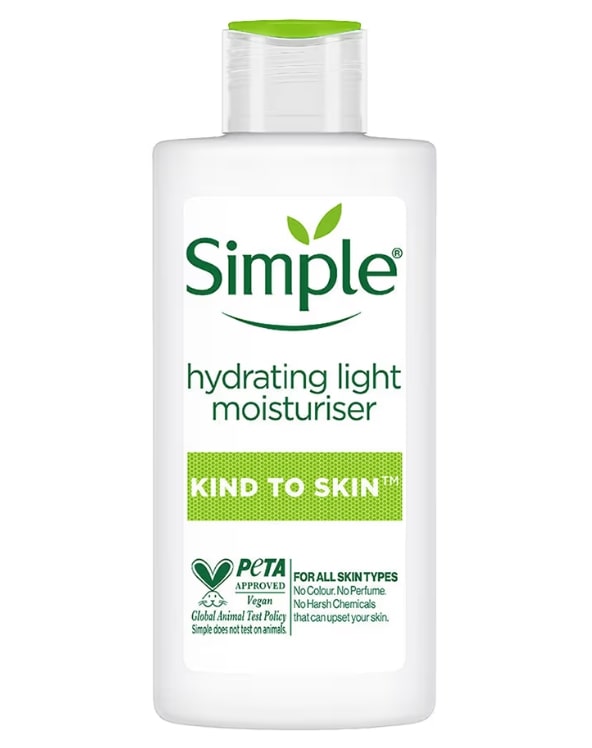 Simple®
hydrating light
moisturiser
KIND TO SKIN™
PeTA
APPROVED
Vegan
Global Animal Test Policy
Simple does not test on animals.
FOR ALL SKIN TYPES
No Colour. No Perfume.
No Harsh Chemicals
that can upset your skin.